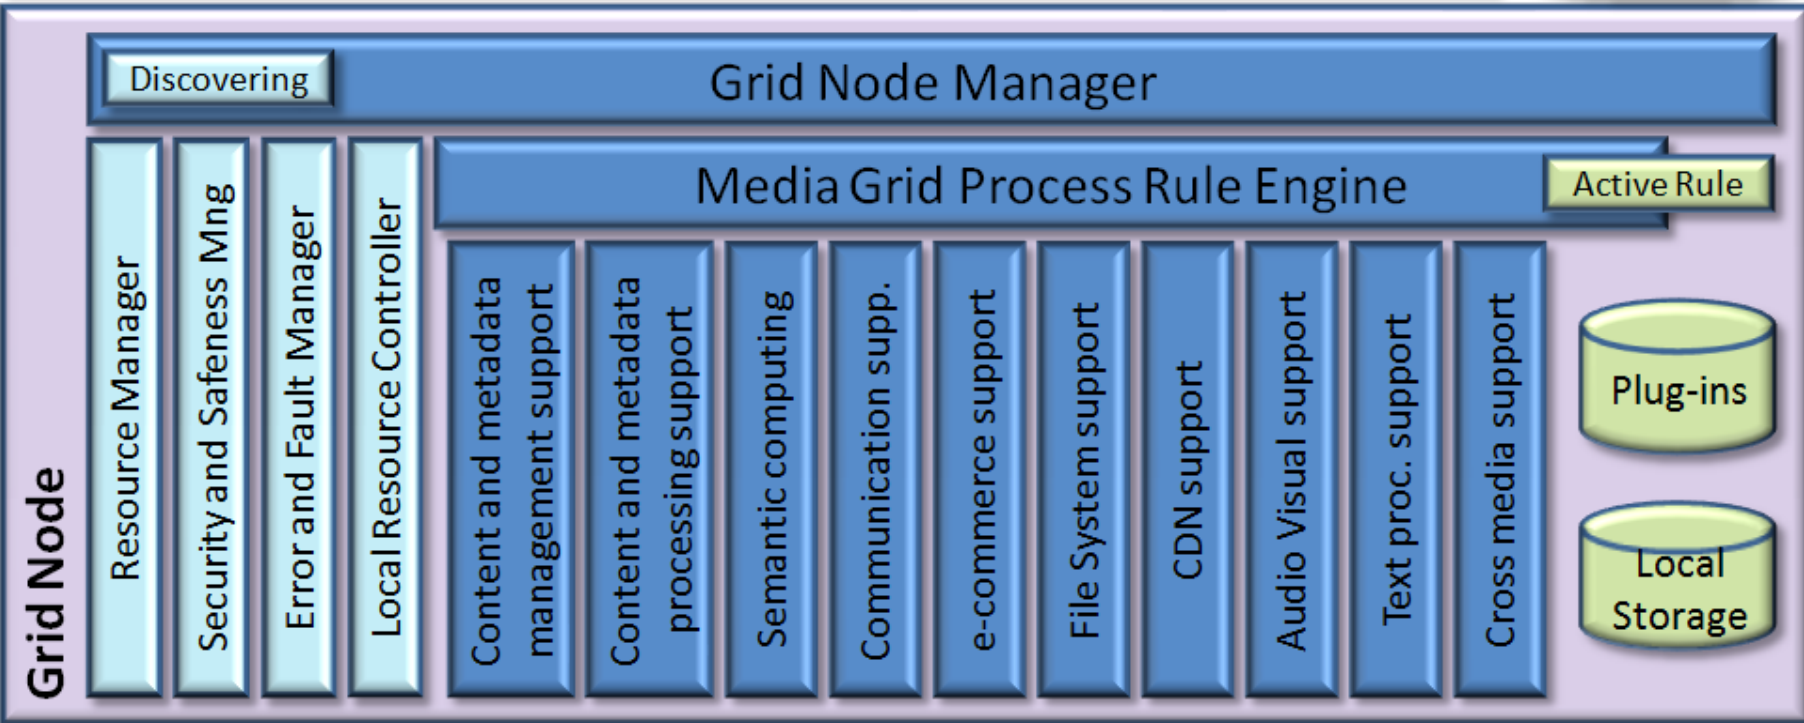 Discovering
Grid Node Manager
Media Grid Process Rule Engine
Active Rule
Grid Node
Resource Manager
Security and Safeness Mng
Error and Fault Manager
Local Resource Controller
Content and metadata
management support
Content and metadata
processing support
Semantic computing
Communication supp.
e-commerce support
File System support
CDN support
Audio Visual support
Text proc. support
Cross media support
Plug-ins
Local
Storage